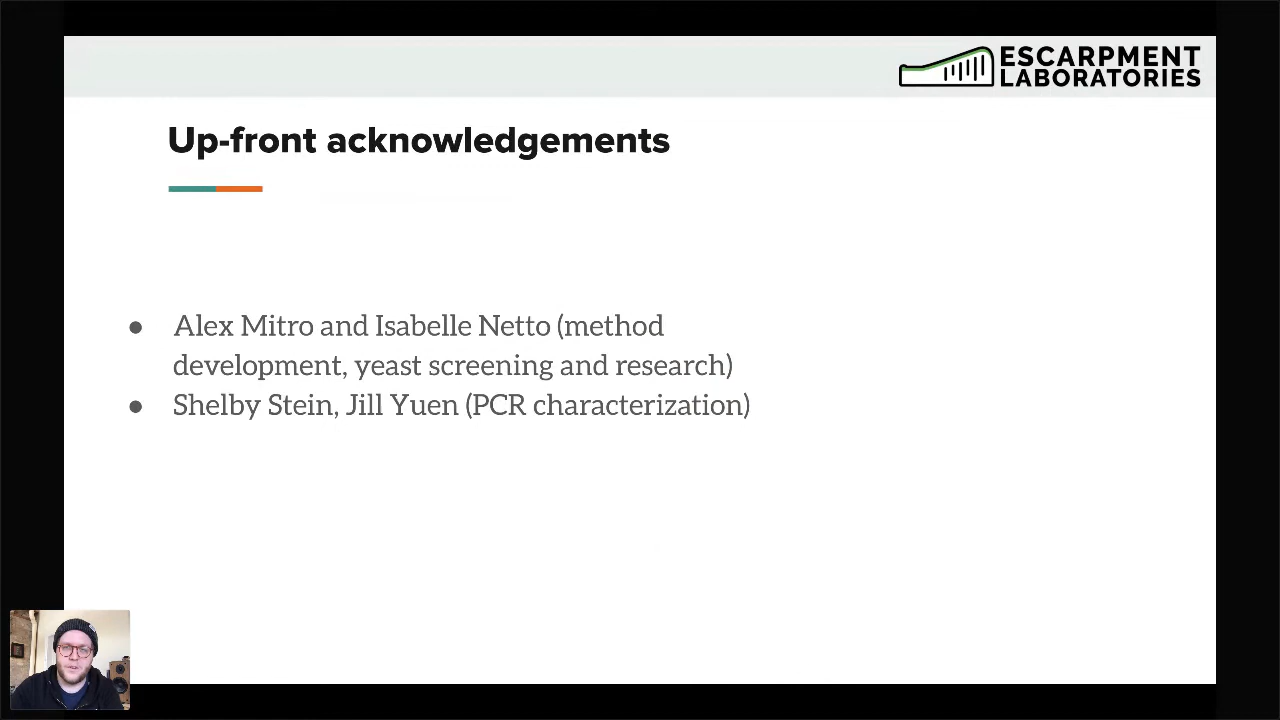 ESCARPMENT
LABORATORIES
Up-front acknowledgements
● Alex Mitro and Isabelle Netto (method
development, yeast screening and research)
● Shelby Stein, Jill Yuen (PCR characterization)